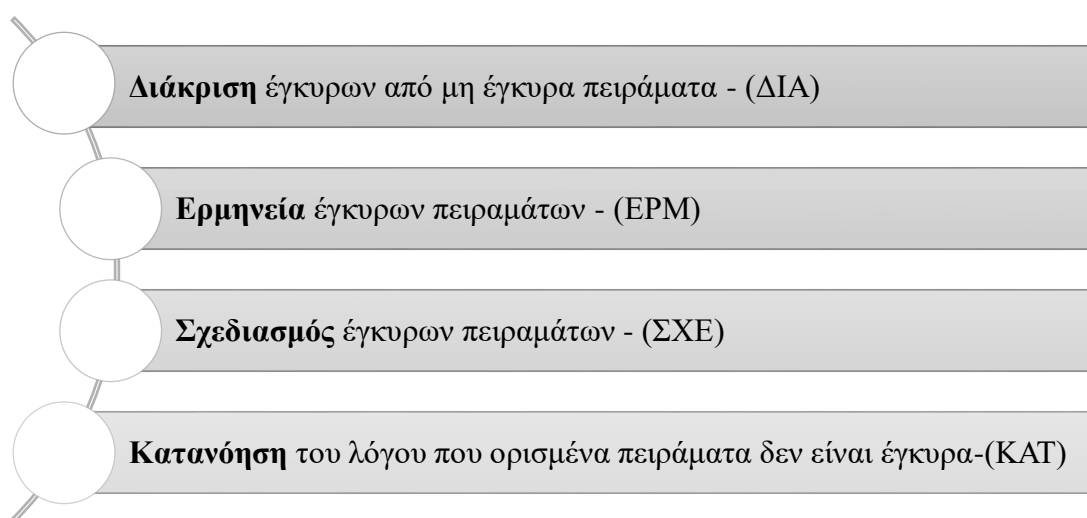 Διάκριση έγκυρων από μη έγκυρα πειράματα - (ΔΙΑ)
Ερμηνεία έγκυρων πειραμάτων - (ΕΡΜ)
Σχεδιασμός έγκυρων πειραμάτων - (ΣΧΕ)
Κατανόηση του λόγου που ορισμένα πειράματα δεν είναι έγκυρα-(ΚΑΤ)